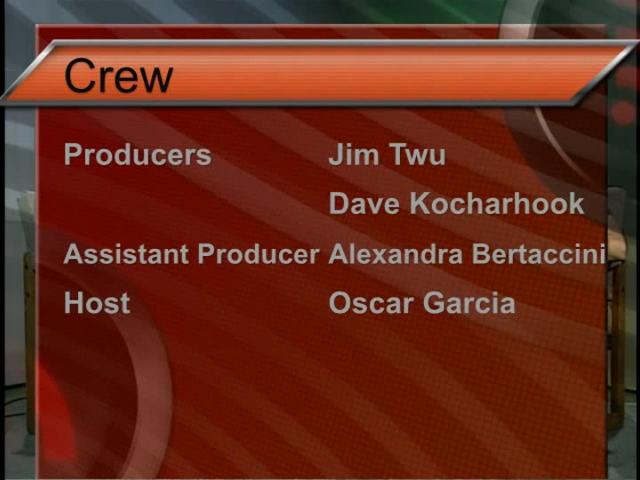 Crew
Producers Jim Twu
Dave Kocharhook
Assistant Producer Alexandra Bertaccini
Host Oscar Garcia